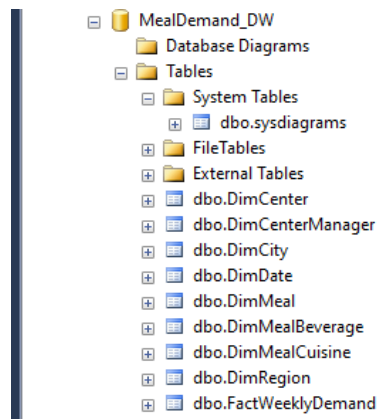 MealDemand_DW
Database Diagrams
Tables
System Tables
dbo.sysdiagrams
FileTables
External Tables
dbo.DimCenter
dbo.DimCenterManager
dbo.DimCity
dbo.DimDate
dbo.DimMeal
dbo.DimMealBeverage
dbo.DimMealCuisine
dbo.DimRegion
dbo.FactWeeklyDemand